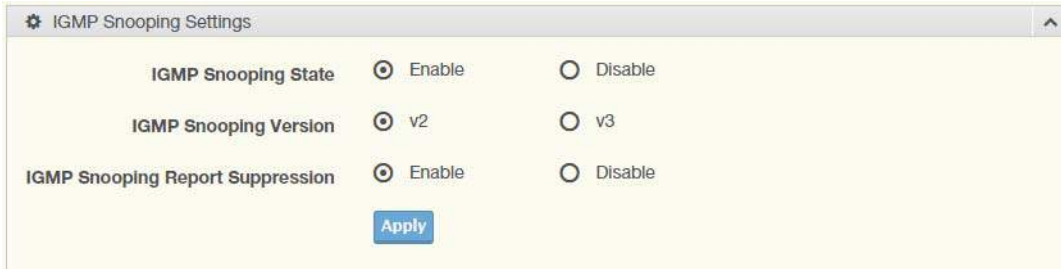 IGMP Snooping Settings
IGMP Snooping State Enable Disable
IGMP Snooping Version v2 v3
IGMP Snooping Report Suppression Enable Disable
Apply